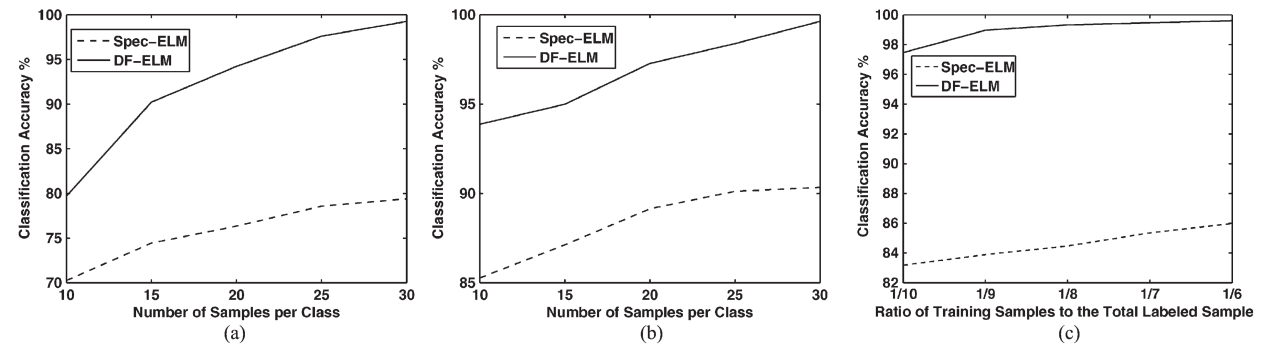 100
95
90
85
80
75
70
10
15
20
25
30
Classification Accuracy %
Number of Samples per Class
Spec-ELM
DF-ELM
(a)
100
95
90
85
10
15
20
25
30
Classification Accuracy %
Number of Samples per Class
Spec-ELM
DF-ELM
(b)
100
98
96
94
92
90
88
86
84
82
1/10
1/9
1/8
1/7
1/6
Classification Accuracy %
Ratio of Training Samples to the Total Labeled Sample
Spec-ELM
DF-ELM
(c)